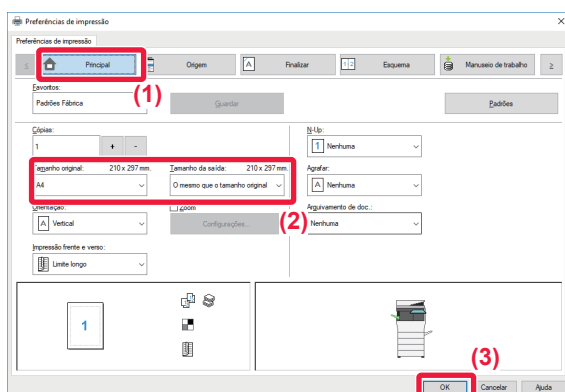 Preferências de impressão
Preferências de impressão
Principal
Origem
A Finalizar
1 2 Esquema
Manuseio de trabalho
(1)
Favoritos:
Padrões Fábrica
Guardar
Padrões
Cópias:
1 + -
N-Up:
1 Nenhuma
Tamanho original: 210 x 297 mm.
A4
Tamanho da saída: 210 x 297 mm.
O mesmo que o tamanho original
Agrafar:
A Nenhuma
(2)
Orientação:
A Vertical
Zoom
Configurações...
Arquivamento de doc.:
Nenhuma
Impressão frente e verso:
Limite longo
1
(3)
OK Cancelar Ajuda